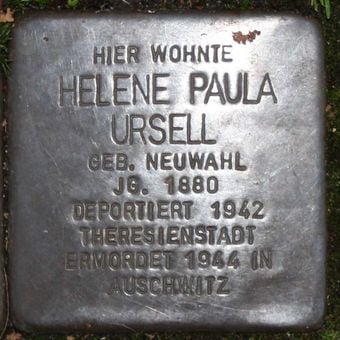 HIER WOHNTE
HELENE PAULA
URSELL
GEB. NEUWAHL
JG. 1880
DEPORTIERT 1942
THERESIENSTADT
ERMORDET 1944 IN
AUSCHWITZ